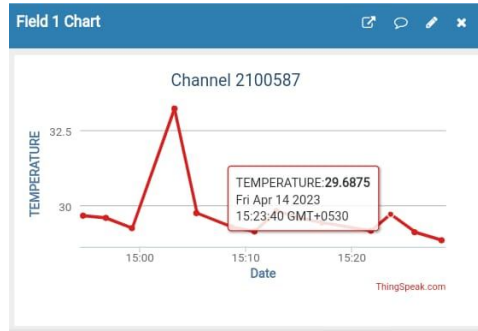 Field 1 Chart
Channel 2100587
TEMPERATURE
32.5
30
TEMPERATURE:29.6875
Fri Apr 14 2023
15:23:40 GMT+0530
15:00
15:10
15:20
Date
ThingSpeak.com